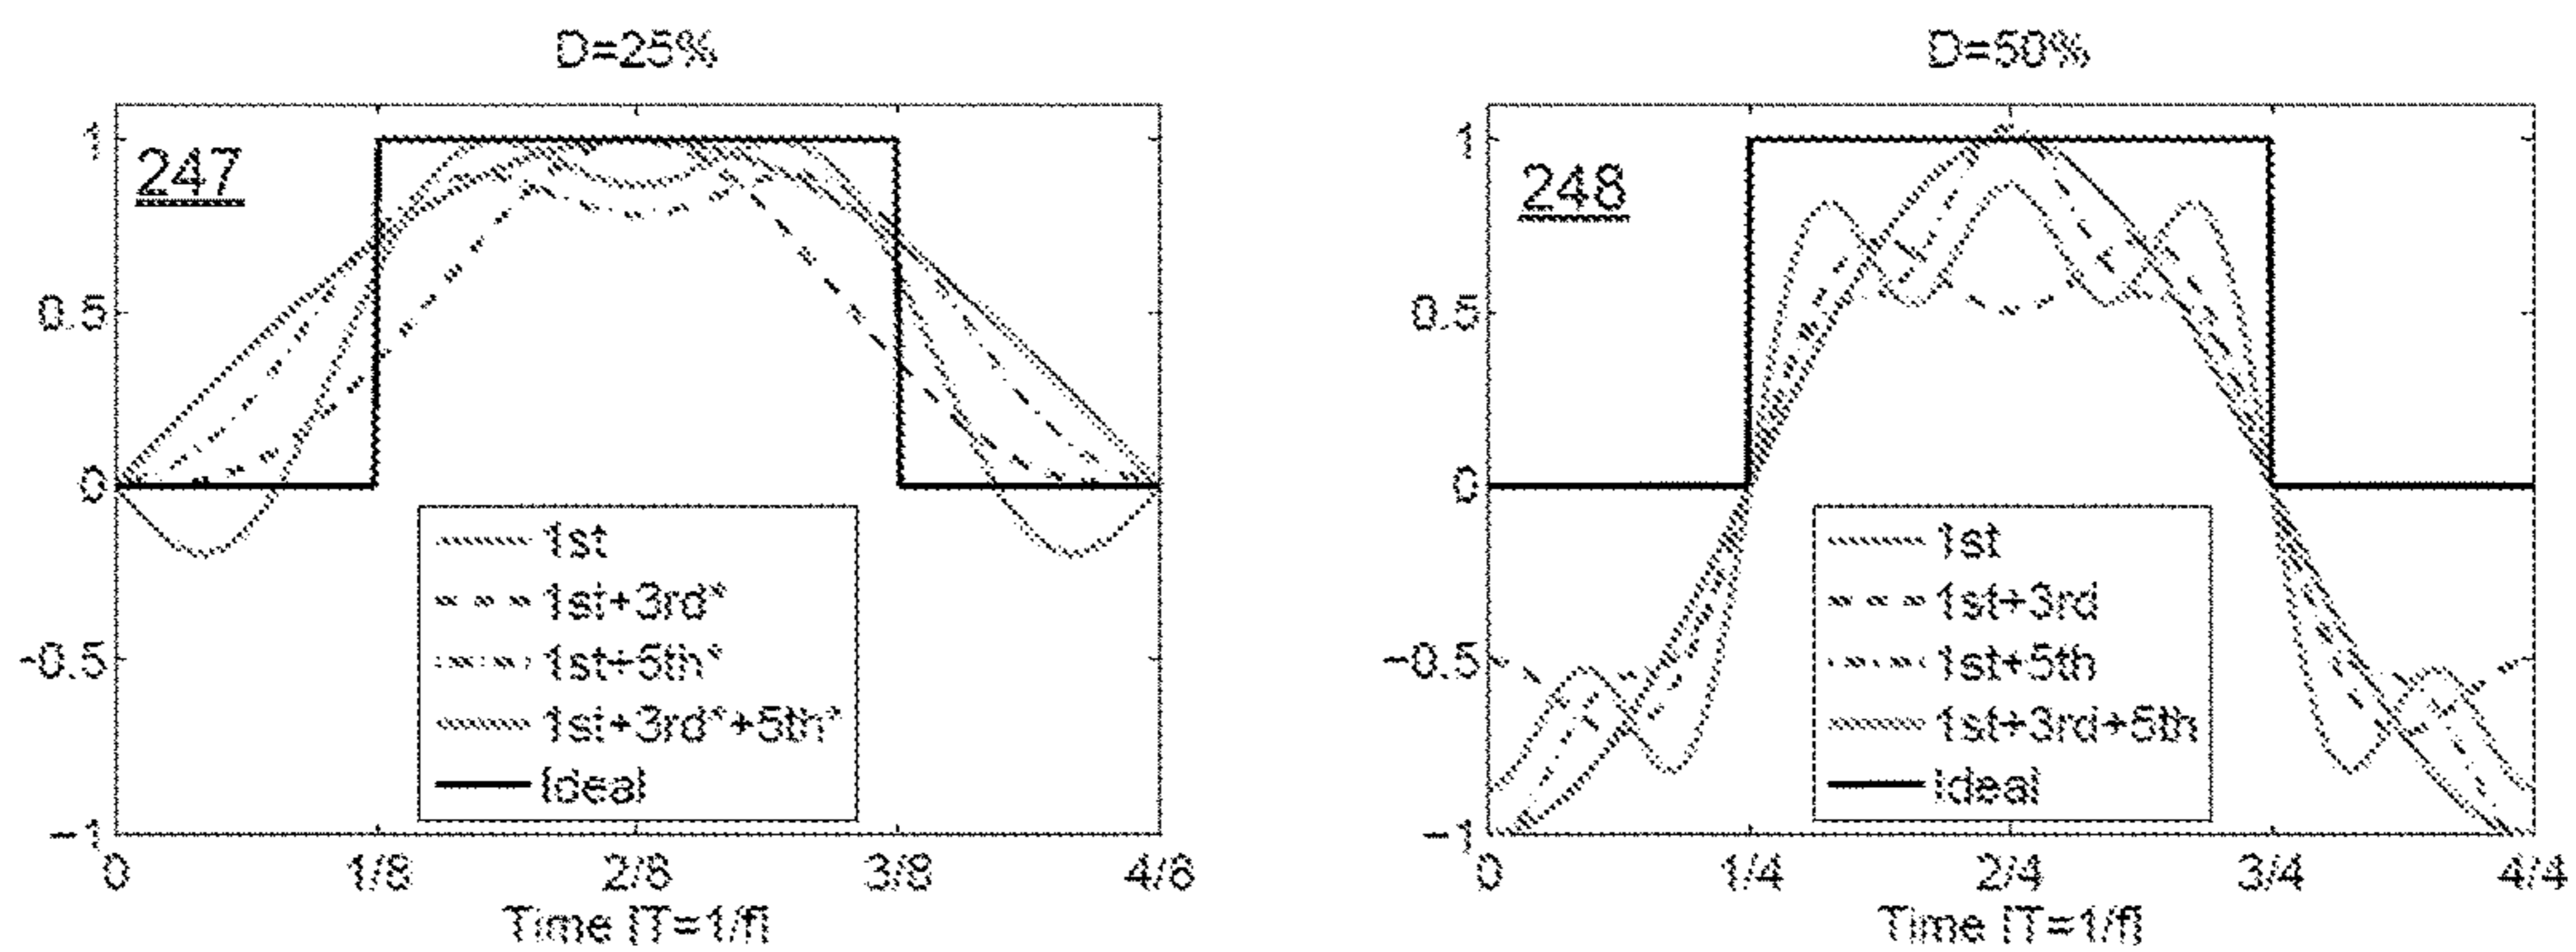 D=25%
247
1
0.5
0
-0.5
-1
1st
1st+3rd*
1st+5th*
1st+3rd*+5th*
Ideal
0
1/8
2/8
3/8
4/8
Time [T=1/f]
D=50%
248
1
0.5
0
-0.5
-1
1st
1st+3rd
1st+5th
1st+3rd+5th
Ideal
0
1/4
2/4
3/4
4/4
Time [T=1/f]